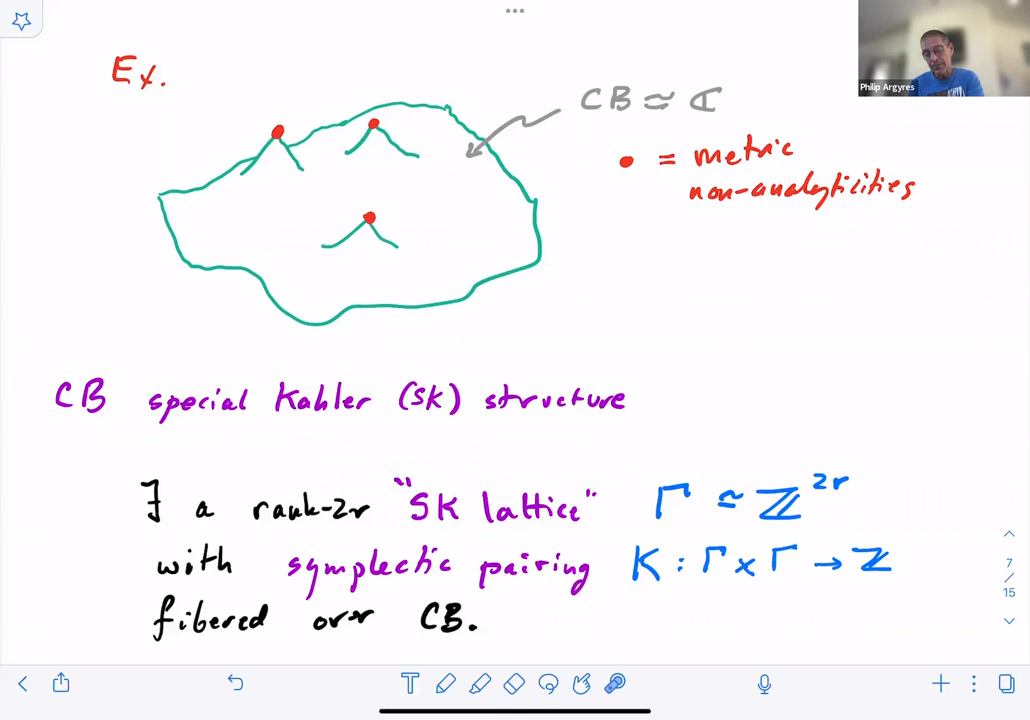 Ex.
CB ≃ ℂ
Philip Argyres
• = metric
non-analyticities
CB special Kahler (SK) structure
∃ a rank-2r "SK lattice" Γ ≃ ℤ^{2r}
with symplectic pairing K : Γ × Γ → ℤ
fibered over CB.
7
/
15
T